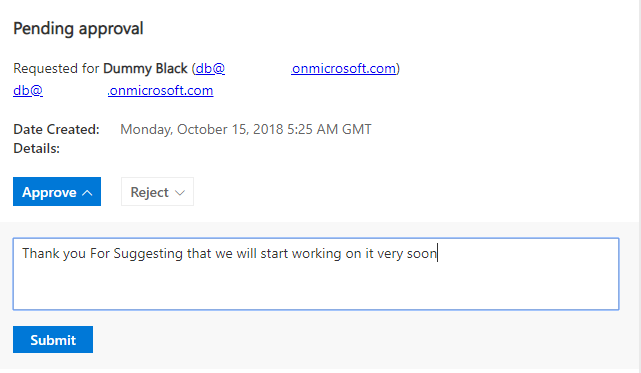 Pending approval
Requested for Dummy Black (db@ .onmicrosoft.com)
db@ .onmicrosoft.com
Date Created: Monday, October 15, 2018 5:25 AM GMT
Details:
Approve Reject
Thank you For Suggesting that we will start working on it very soon
Submit